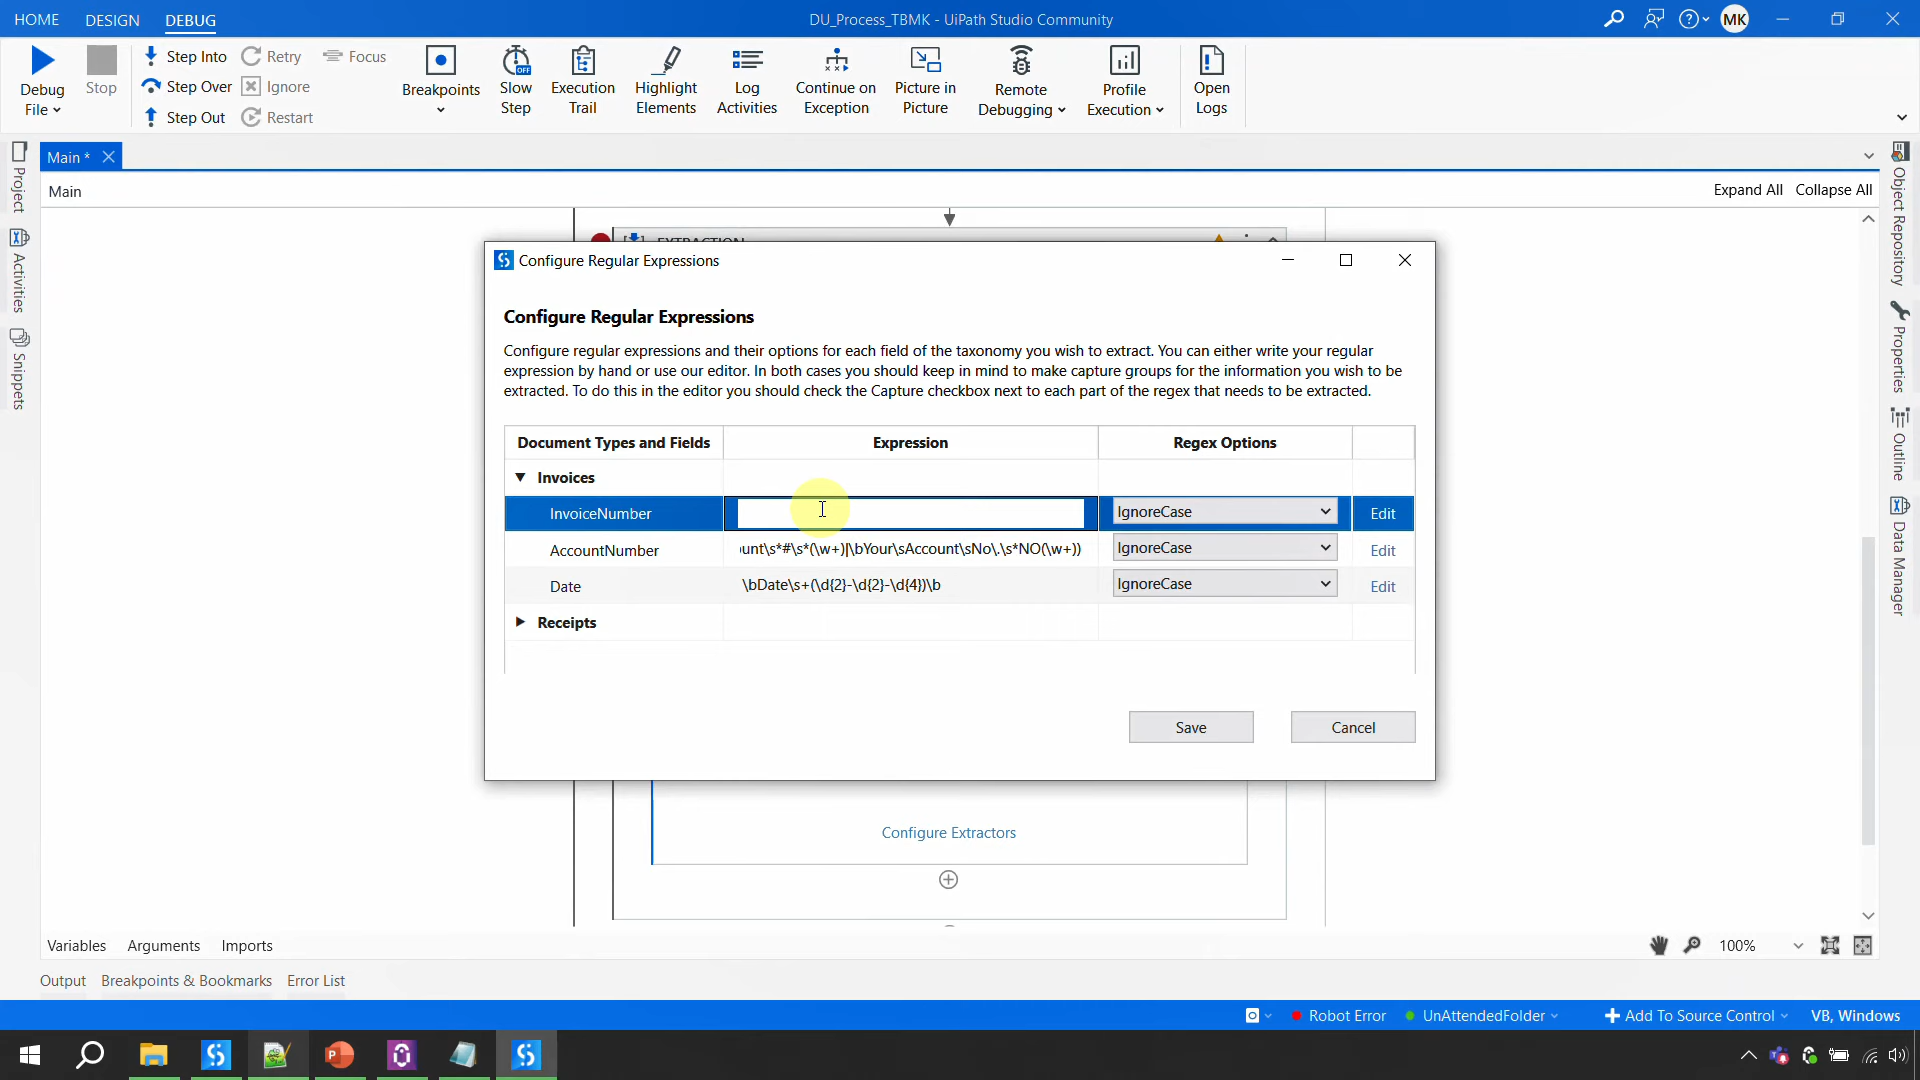 HOME DESIGN DEBUG DU_Process_TBMK - UiPath Studio Community MK
Debug File
Stop
Step Into
Step Over
Step Out
Retry
Ignore
Restart
Focus
Breakpoints
Slow Step
OFF
Execution Trail
Highlight Elements
Log Activities
Continue on Exception
Picture in Picture
Remote Debugging
Profile Execution
Open Logs
Main *
Main
Expand All Collapse All
Project
Activities
Snippets
Object Repository
Properties
Outline
Data Manager
EXTRACTION
Configure Regular Expressions
Configure Regular Expressions
Configure regular expressions and their options for each field of the taxonomy you wish to extract. You can either write your regular
expression by hand or use our editor. In both cases you should keep in mind to make capture groups for the information you wish to be
extracted. To do this in the editor you should check the Capture checkbox next to each part of the regex that needs to be extracted.
Document Types and Fields Expression Regex Options
Invoices
InvoiceNumber IgnoreCase Edit
AccountNumber ount\s*#\s*(\w+)|\bYour\sAccount\sNo\.\s*NO(\w+)) IgnoreCase Edit
Date \bDate\s+(\d{2}-\d{2}-\d{4})\b IgnoreCase Edit
Receipts
Save Cancel
Configure Extractors
Variables Arguments Imports 100%
Output Breakpoints & Bookmarks Error List
Robot Error UnAttendedFolder Add To Source Control VB, Windows